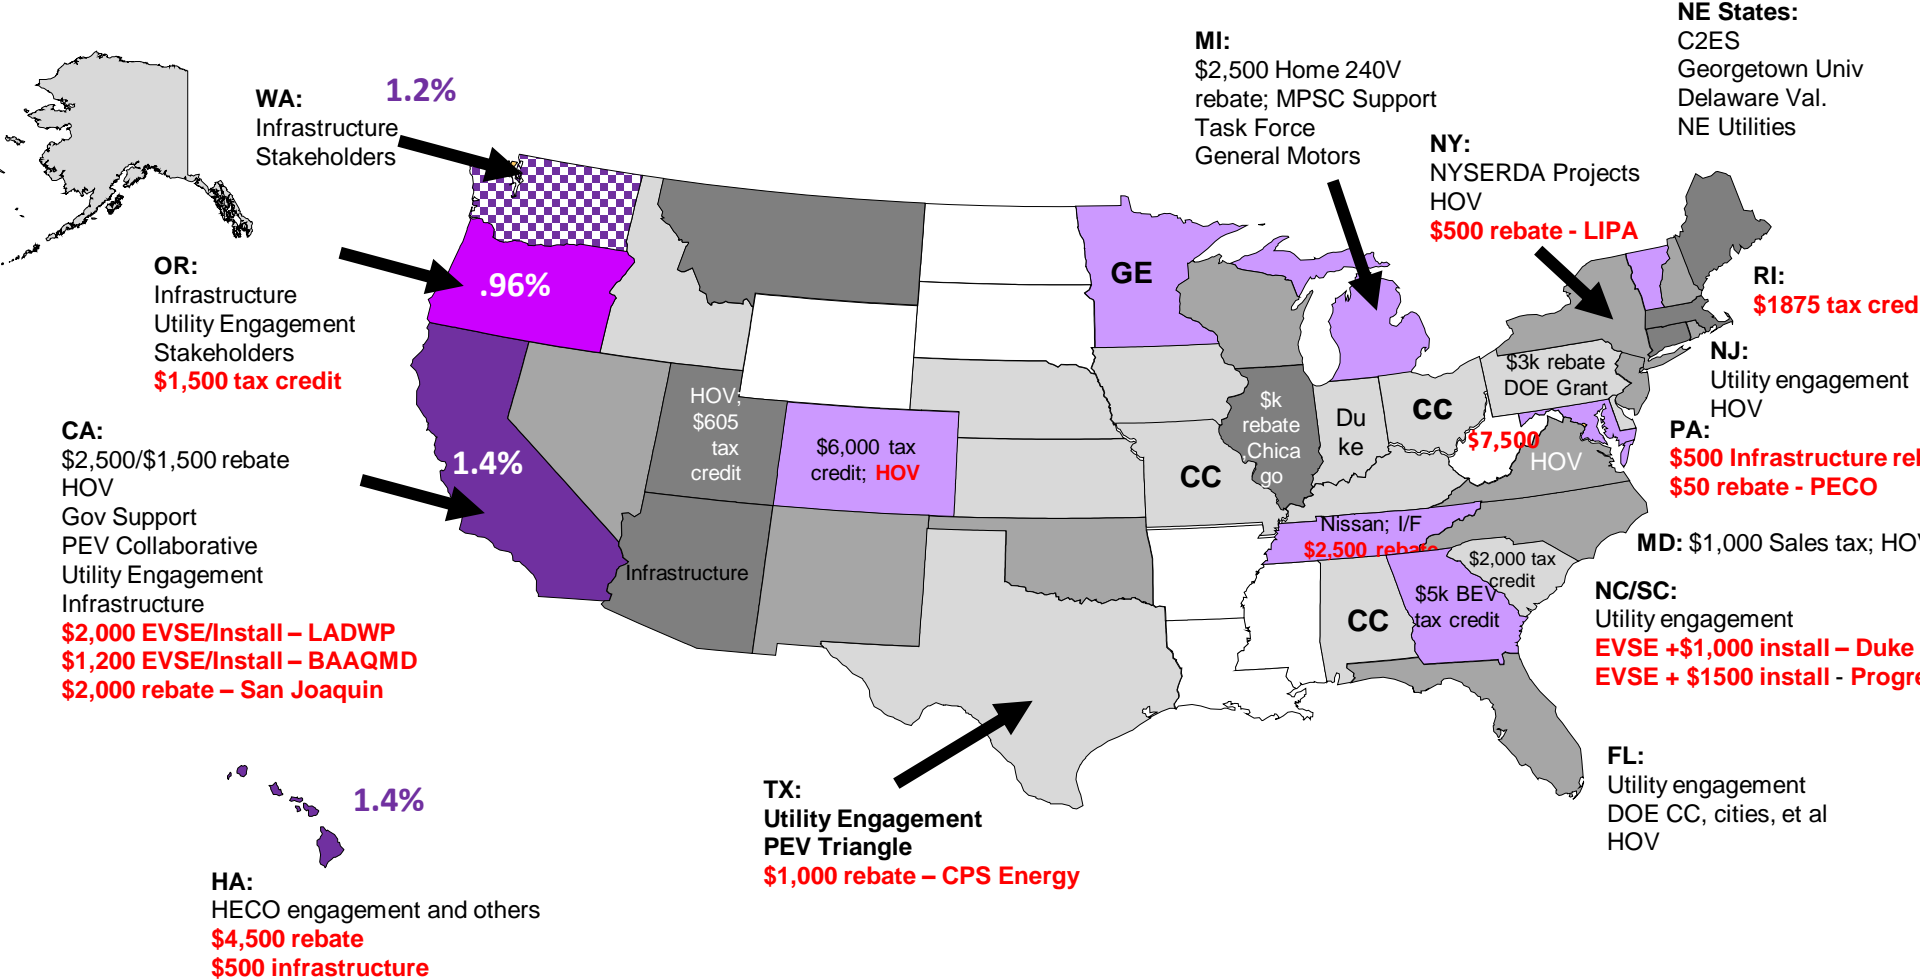 NE States:
C2ES
Georgetown Univ
Delaware Val.
NE Utilities
MI:
$2,500 Home 240V
rebate; MPSC Support
Task Force
General Motors
WA:
1.2%
Infrastructure
Stakeholders
NY:
NYSERDA Projects
HOV
$500 rebate - LIPA
OR:
Infrastructure
Utility Engagement
Stakeholders
$1,500 tax credit
.96%
GE
RI:
$1875 tax cred
NJ:
Utility engagement
HOV
$3k rebate
DOE Grant
CA:
$2,500/$1,500 rebate
HOV
Gov Support
PEV Collaborative
Utility Engagement
Infrastructure
$2,000 EVSE/Install – LADWP
$1,200 EVSE/Install – BAAQMD
$2,000 rebate – San Joaquin
1.4%
HOV;
$605
tax
credit
$6,000 tax
credit; HOV
CC
$k
rebate
Chica
go
Du
ke
CC
$7,500
HOV
PA:
$500 Infrastructure rel
$50 rebate - PECO
Infrastructure
Nissan; I/F
$2,500 rebate
MD: $1,000 Sales tax; HOV
$2,000 tax
credit
$5k BEV
tax credit
CC
NC/SC:
Utility engagement
EVSE +$1,000 install – Duke
EVSE + $1500 install - Progre
FL:
Utility engagement
DOE CC, cities, et al
HOV
TX:
Utility Engagement
PEV Triangle
$1,000 rebate – CPS Energy
1.4%
HA:
HECO engagement and others
$4,500 rebate
$500 infrastructure